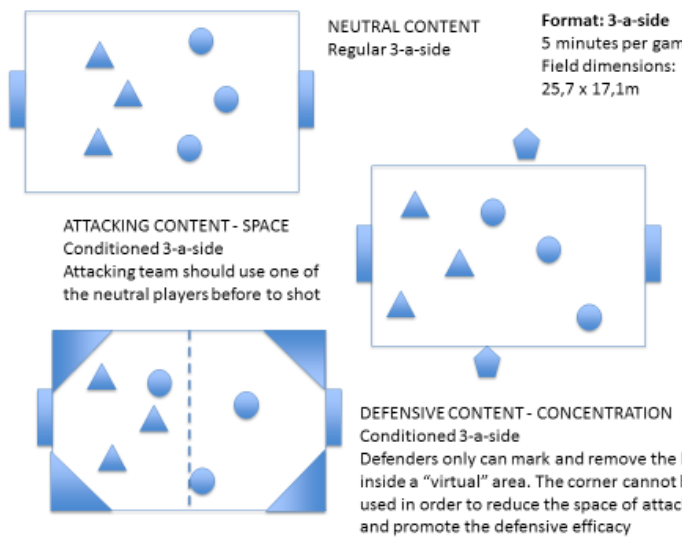 NEUTRAL CONTENT
Regular 3-a-side
Format: 3-a-side
5 minutes per gam
Field dimensions:
25,7 x 17,1m
ATTACKING CONTENT - SPACE
Conditioned 3-a-side
Attacking team should use one of
the neutral players before to shot
DEFENSIVE CONTENT - CONCENTRATION
Conditioned 3-a-side
Defenders only can mark and remove the
inside a “virtual” area. The corner cannot
used in order to reduce the space of attac
and promote the defensive efficacy